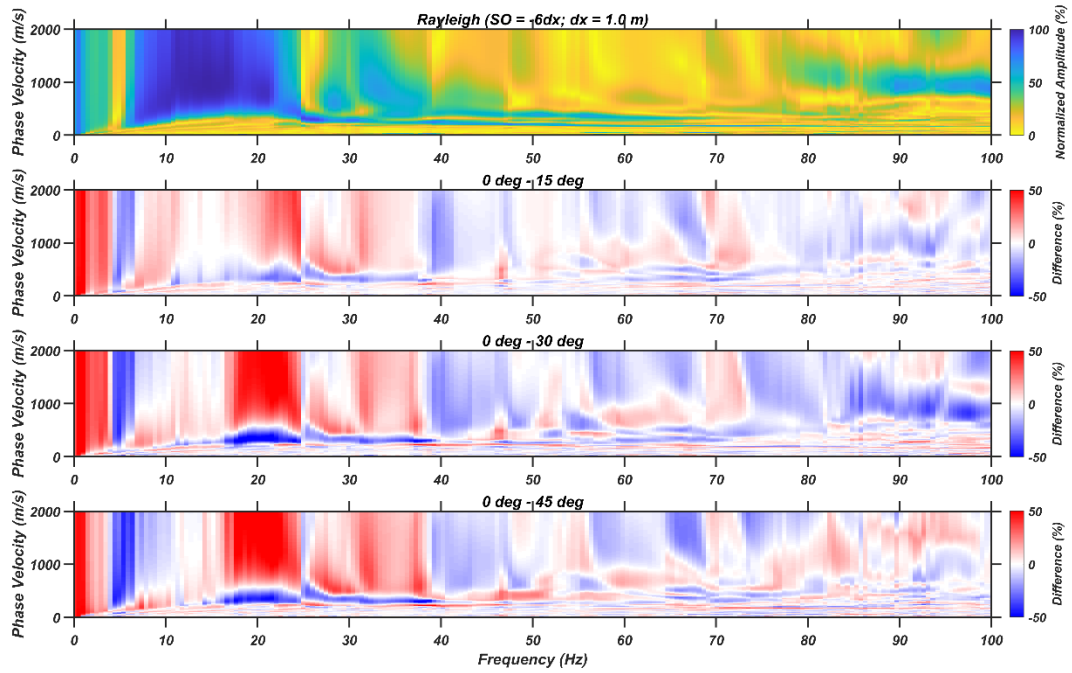 Rayleigh (SO = -6dx; dx = 1.0 m)
Phase Velocity (m/s)
2000
1000
0
0 10 20 30 40 50 60 70 80 90 100
100
50
0
Normalized Amplitude (%)
0 deg - 15 deg
Phase Velocity (m/s)
2000
1000
0
0 10 20 30 40 50 60 70 80 90 100
50
0
-50
Difference (%)
0 deg - 30 deg
Phase Velocity (m/s)
2000
1000
0
0 10 20 30 40 50 60 70 80 90 100
50
0
-50
Difference (%)
0 deg - 45 deg
Phase Velocity (m/s)
2000
1000
0
0 10 20 30 40 50 60 70 80 90 100
50
0
-50
Difference (%)
Frequency (Hz)